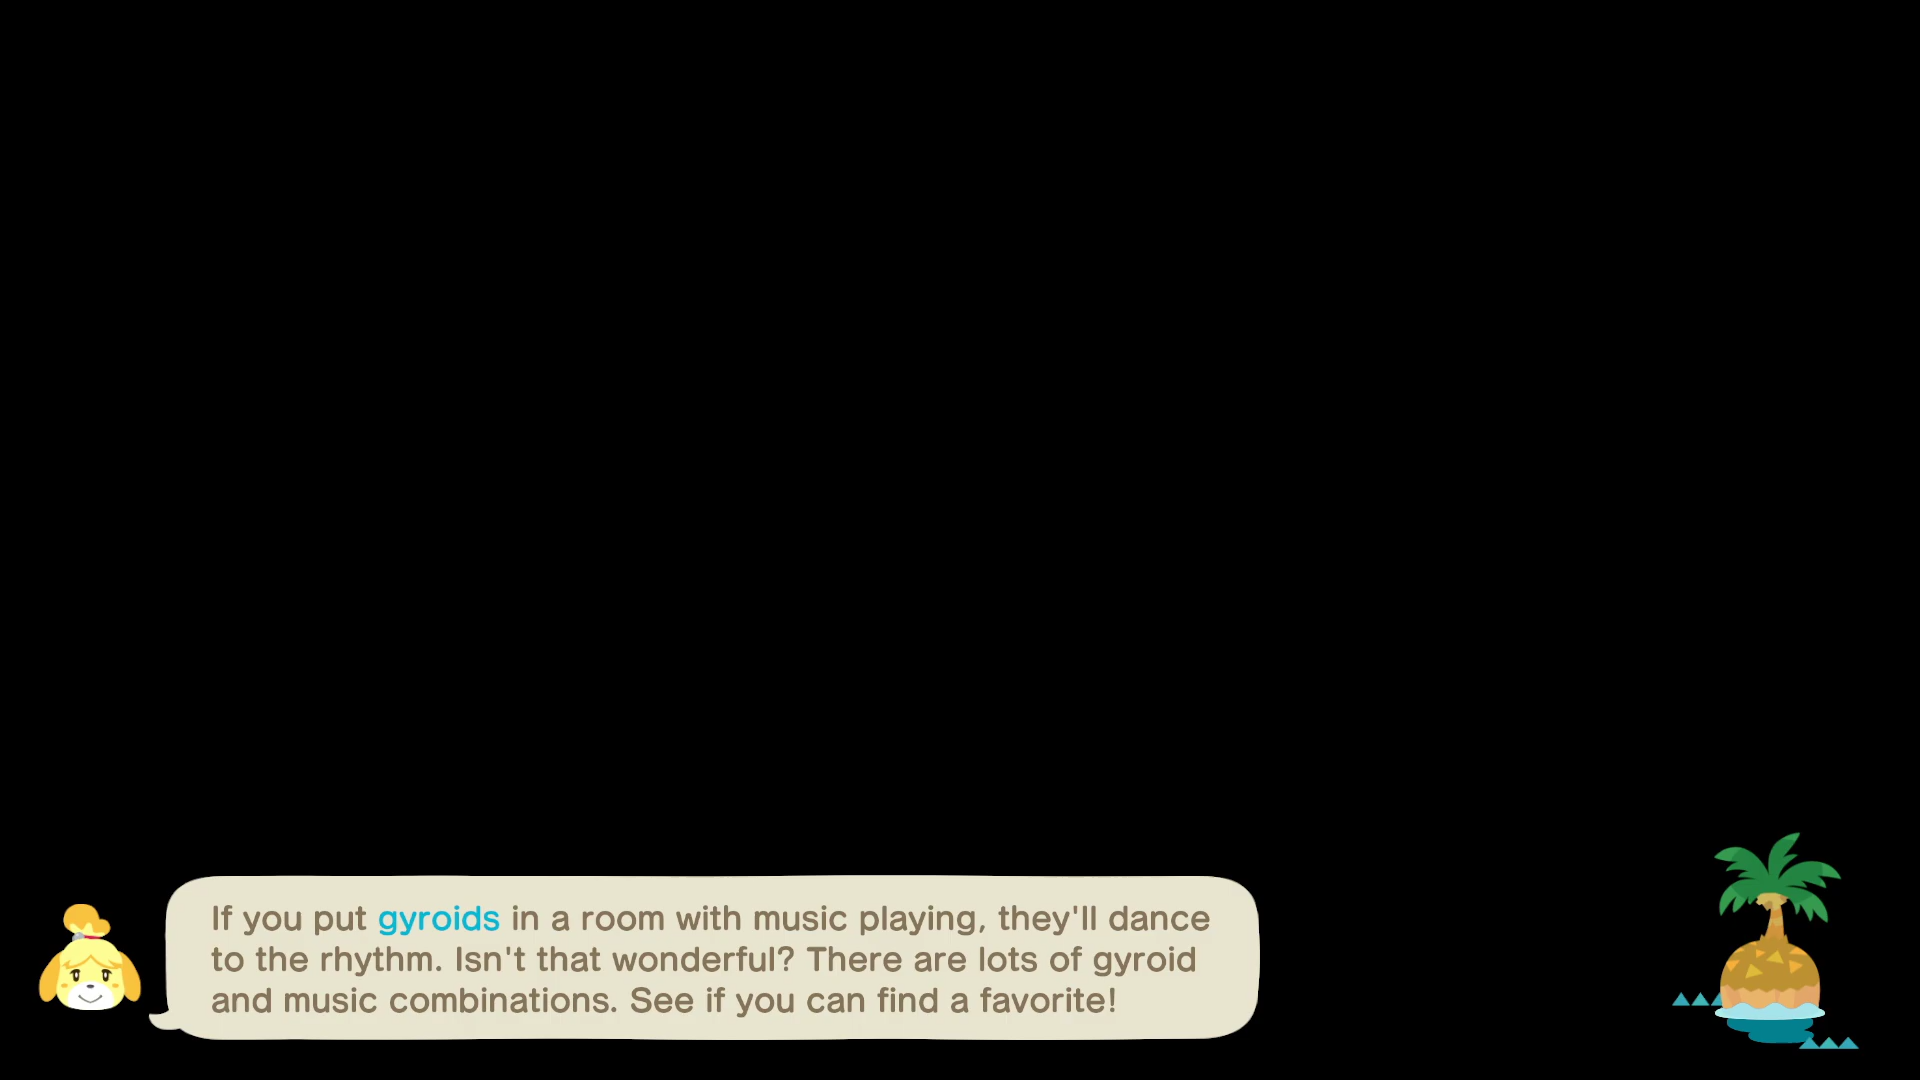 If you put gyroids in a room with music playing, they'll dance
to the rhythm. Isn't that wonderful? There are lots of gyroid
and music combinations. See if you can find a favorite!